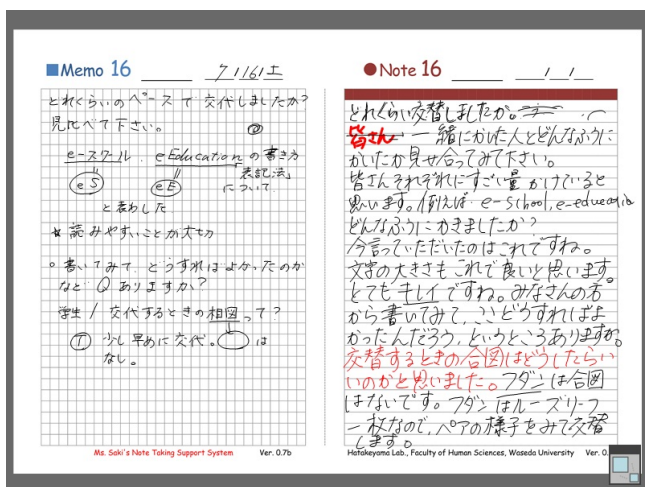 ■Memo 16
7/16/土
どれくらいのペースで交代しましたか?
見比べて下さい。
e-スクール、eEducationの書き方
表記法
eS
eE
について
と表わした
☆読みやすいことが大切
○書いてみて、どうすればよかったのか
などQありますか?
学生/交代するときの相図って?
T 少し早めに交代。 は
なし。
Ms. Saki's Note Taking Support System Ver. 0.7b
●Note 16
/ /
どれくらい交替しましたか。
皆さん 一緒にかいた人とどんなふうに
かいたか見せ合ってみて下さい。
皆さんそれぞれにすごい量かけていると
思います。例えば、e-school, e-educatio
どんなふうにかきましたか?
今言っていただいたのはこれですね。
文字の大きさもこれで良いと思います。
とてもキレイですね。みなさんの方
から書いてみて、ここどうすればよ
かったんだろう、というところありますか。
交替するときの合図はどうしたらい
いのかと思いました。フダンは合図
はないです。フダンはルーズリーフ
一枚なので、ペアの様子をみて交替
します。
Hatakeyama Lab., Faculty of Human Sciences, Waseda University Ver. 0.